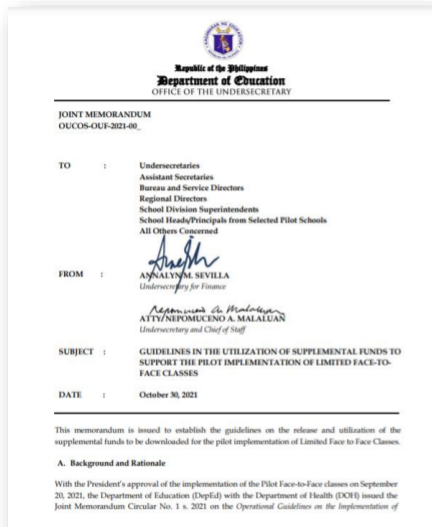 Republic of the Philippines
Department of Education
OFFICE OF THE UNDERSECRETARY
JOINT MEMORANDUM
OUCOS-OUF-2021-00_
TO : Undersecretaries
Assistant Secretaries
Bureau and Service Directors
Regional Directors
School Division Superintendents
School Heads/Principals from Selected Pilot Schools
All Others Concerned
FROM : ANNALYN M. SEVILLA
Undersecretary for Finance
ATTY. NEPOMUCENO A. MALALUAN
Undersecretary and Chief of Staff
SUBJECT : GUIDELINES IN THE UTILIZATION OF SUPPLEMENTAL FUNDS TO
SUPPORT THE PILOT IMPLEMENTATION OF LIMITED FACE-TO-
FACE CLASSES
DATE : October 30, 2021
This memorandum is issued to establish the guidelines on the release and utilization of the
supplemental funds to be downloaded for the pilot implementation of Limited Face to Face Classes.
A. Background and Rationale
With the President's approval of the implementation of the Pilot Face-to-Face classes on September
20, 2021, the Department of Education (DepEd) with the Department of Health (DOH) issued the
Joint Memorandum Circular No. 1 s. 2021 on the Operational Guidelines on the Implementation of